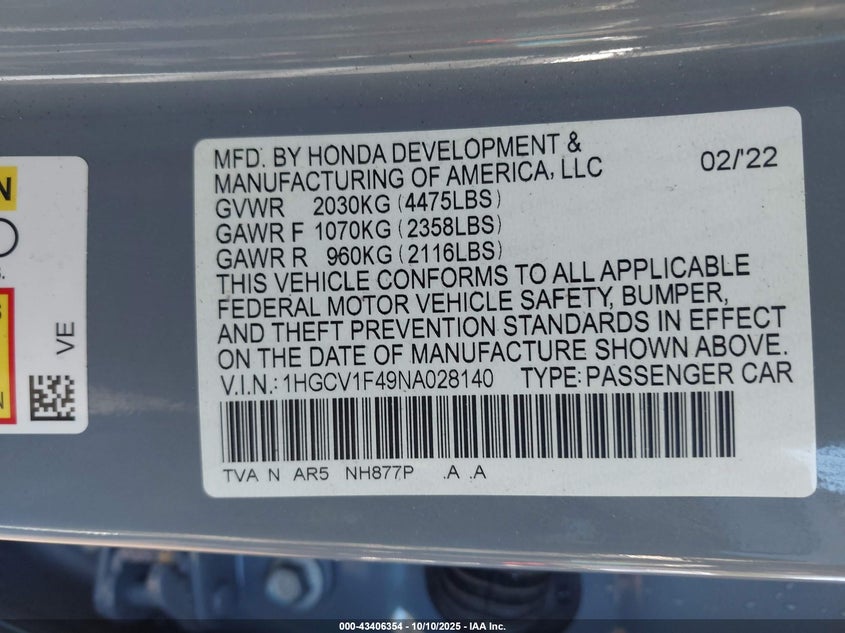 MFD. BY HONDA DEVELOPMENT &
MANUFACTURING OF AMERICA, LLC 02/'22
GVWR 2030KG (4475LBS)
GAWR F 1070KG (2358LBS)
GAWR R 960KG (2116LBS)
THIS VEHICLE CONFORMS TO ALL APPLICABLE
FEDERAL MOTOR VEHICLE SAFETY, BUMPER,
AND THEFT PREVENTION STANDARDS IN EFFECT
ON THE DATE OF MANUFACTURE SHOWN ABOVE.
V.I.N.: 1HGCV1F49NA028140 TYPE: PASSENGER CAR
TVA N AR5 NH877P .A .A
N
S.
S
N
VE
000-43406354 - 10/10/2025 - IAA Inc.